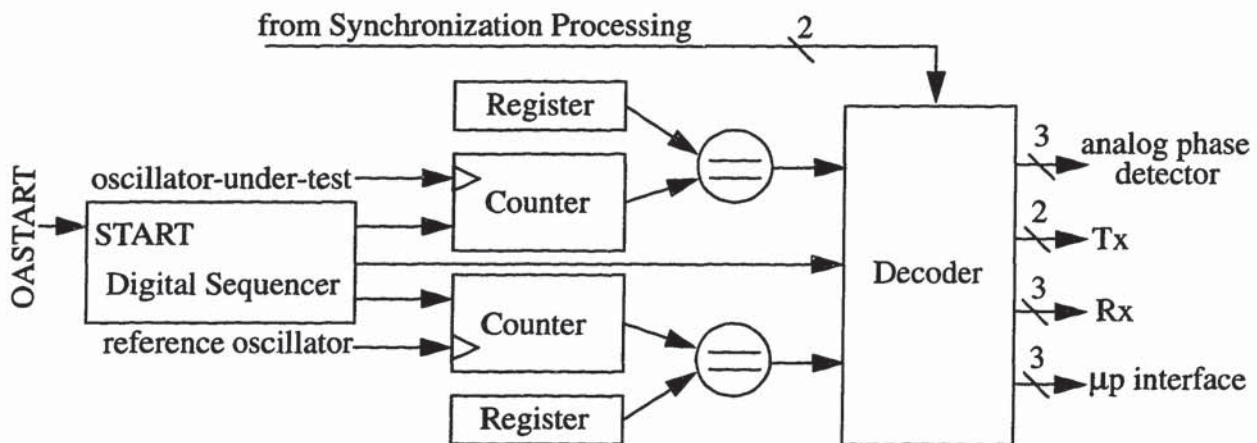 from Synchronization Processing
2
Register
oscillator-under-test
Counter
OASTART
START
Digital Sequencer
reference oscillator
Counter
Register
Decoder
3
analog phase
detector
2
Tx
3
Rx
3
μp interface